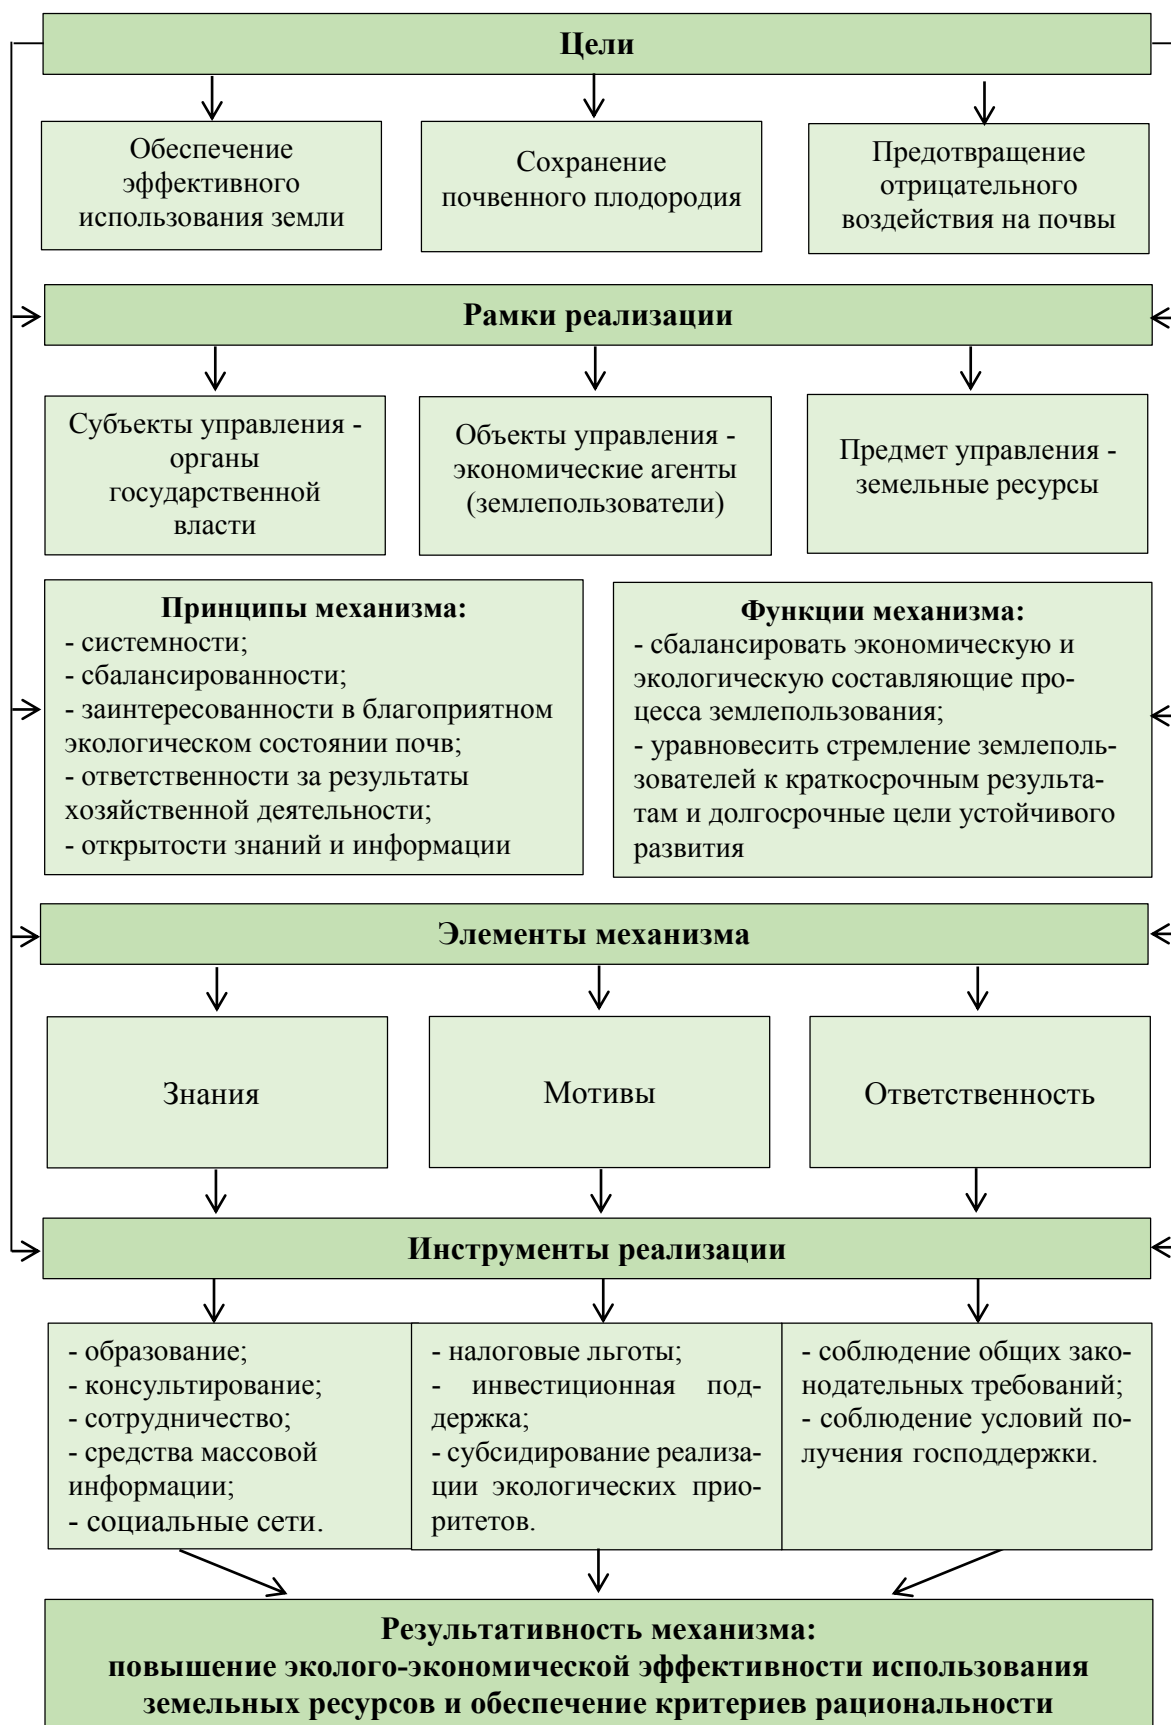 Цели
Обеспечение
эффективного
использования земли
Сохранение
почвенного плодородия
Предотвращение
отрицательного
воздействия на почвы
Рамки реализации
Субъекты управления -
органы
государственной
власти
Объекты управления -
экономические агенты
(землепользователи)
Предмет управления -
земельные ресурсы
Принципы механизма:
- системности;
- сбалансированности;
- заинтересованности в благоприятном
экологическом состоянии почв;
- ответственности за результаты
хозяйственной деятельности;
- открытости знаний и информации
Функции механизма:
- сбалансировать экономическую и
экологическую составляющие про-
цесса землепользования;
- уравновесить стремление землеполь-
зователей к краткосрочным результа-
там и долгосрочные цели устойчивого
развития
Элементы механизма
Знания
Мотивы
Ответственность
Инструменты реализации
- образование;
- консультирование;
- сотрудничество;
- средства массовой
информации;
- социальные сети.
- налоговые льготы;
- инвестиционная под-
держка;
- субсидирование реализа-
ции экологических прио-
ритетов.
- соблюдение общих зако-
нодательных требований;
- соблюдение условий по-
лучения господдержки.
Результативность механизма:
повышение эколого-экономической эффективности использования
земельных ресурсов и обеспечение критериев рациональности